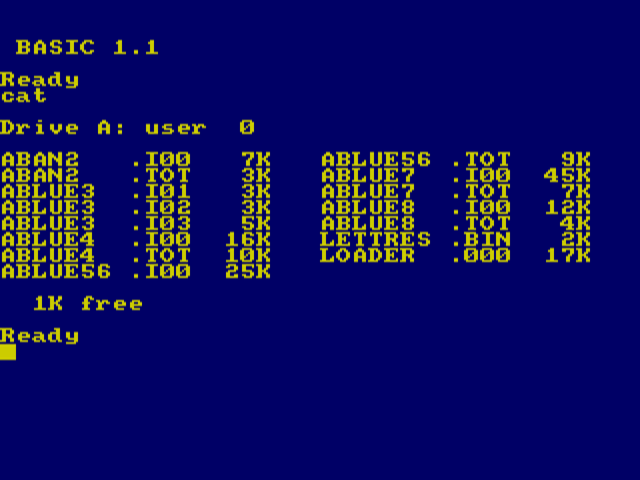 BASIC 1.1
Ready
cat
Drive A: user  0
ABAN2   .I00   7K   ABLUE56 .TOT   9K
ABAN2   .TOT   3K   ABLUE7  .I00  45K
ABLUE3  .I01   3K   ABLUE7  .TOT   7K
ABLUE3  .I02   3K   ABLUE8  .I00  12K
ABLUE3  .I03   5K   ABLUE8  .TOT   4K
ABLUE4  .I00  16K   LETTRES .BIN   2K
ABLUE4  .TOT  10K   LOADER  .000  17K
ABLUE56 .I00  25K
1K free
Ready